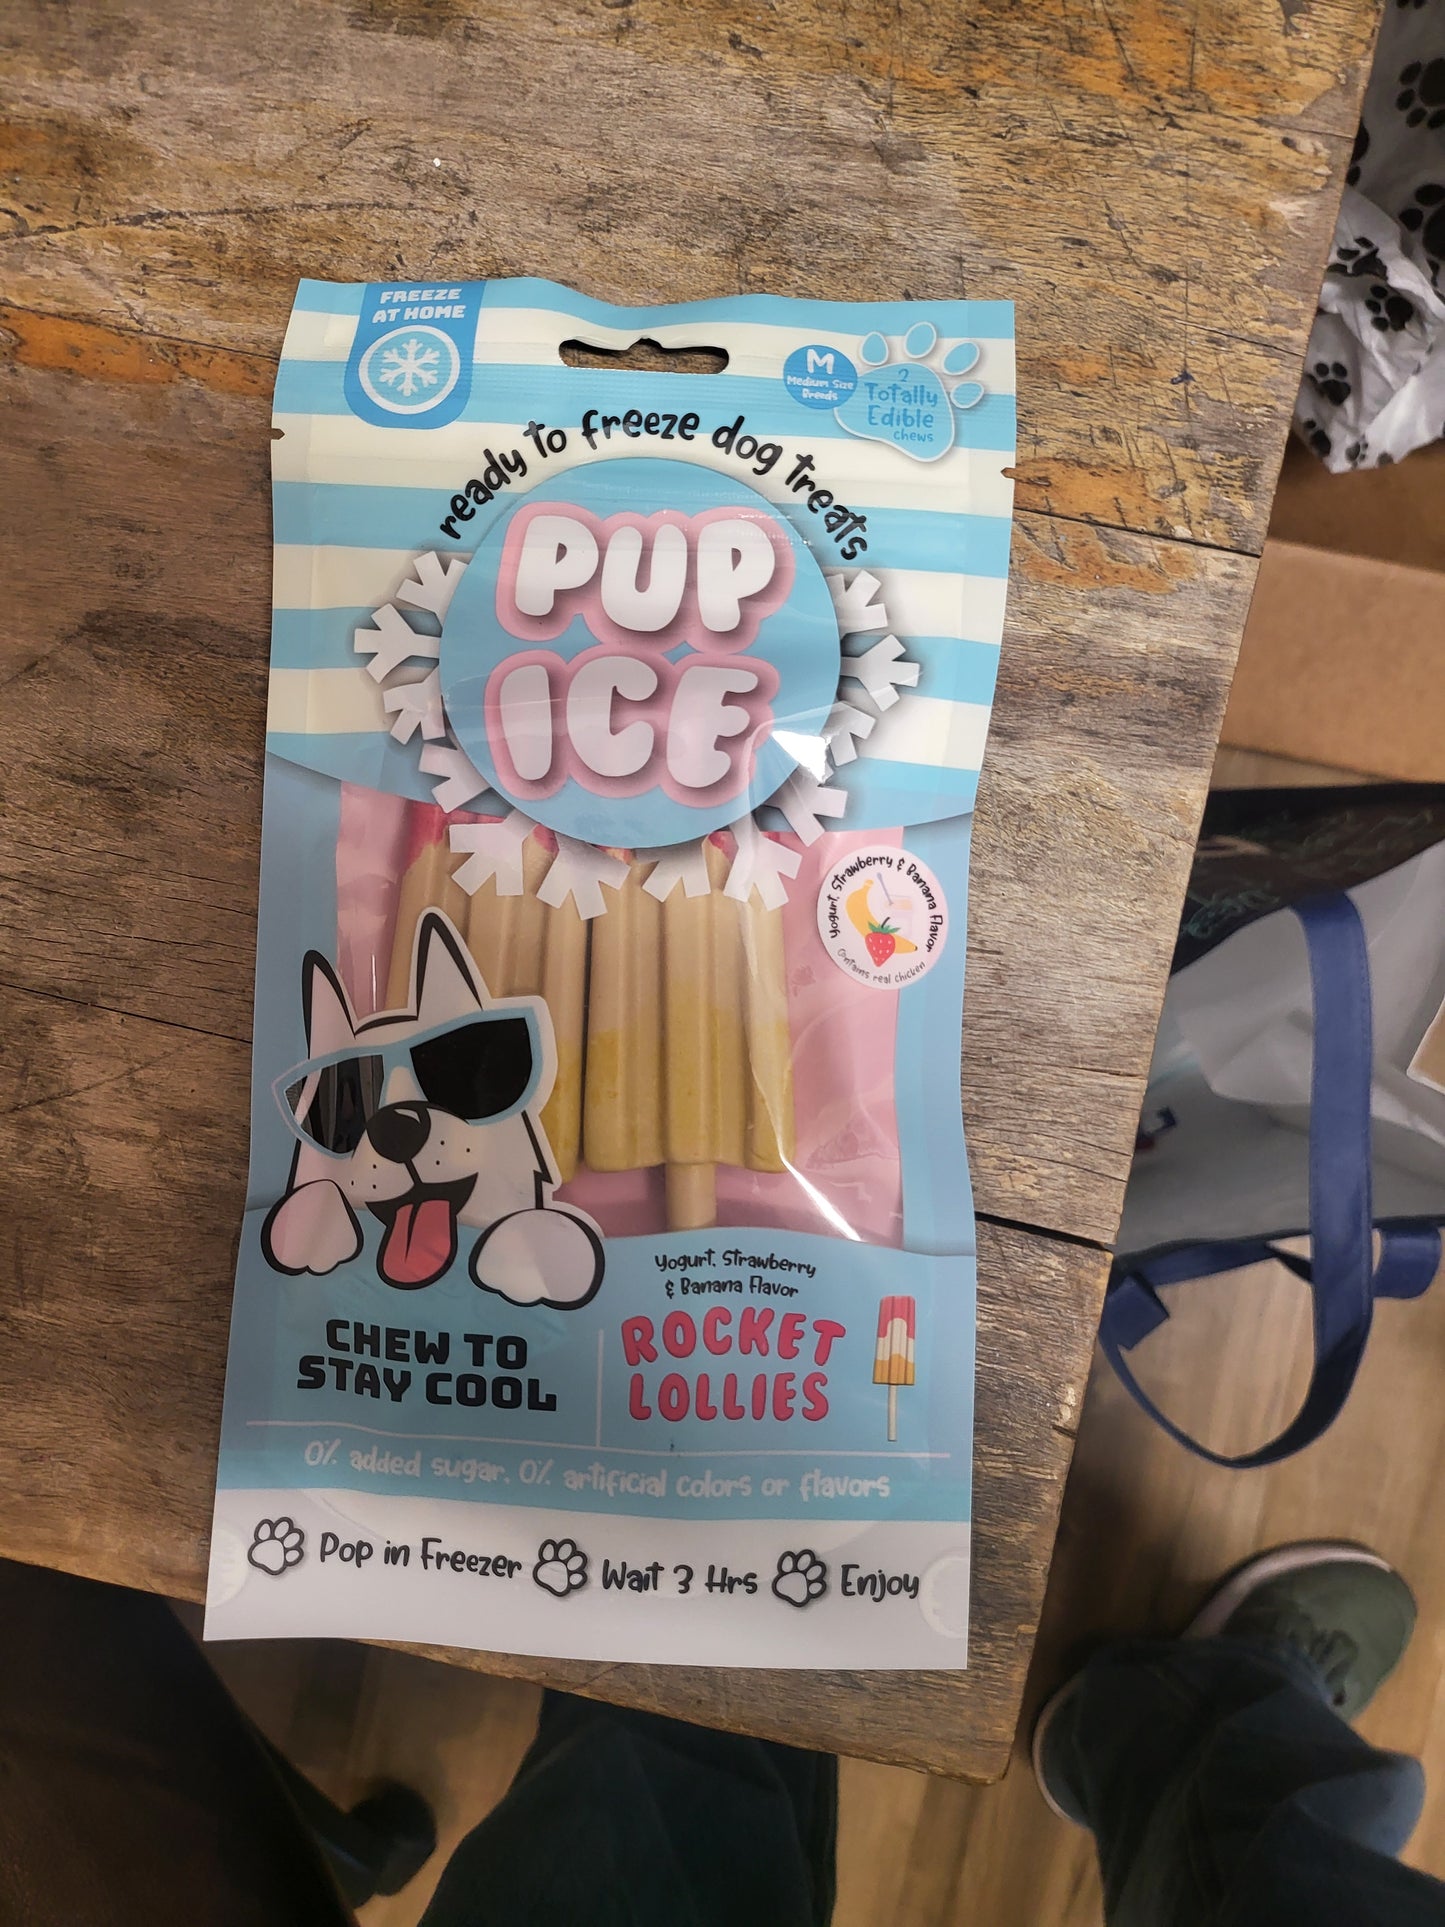 FREEZE
AT HOME
M
Medium Size
Breeds
2
Totally
Edible
chews
ready to freeze dog treats
PUP
ICE
Yogurt, Strawberry & Banana Flavor
Contains real chicken
Yogurt, Strawberry
& Banana Flavor
ROCKET
LOLLIES
CHEW TO
STAY COOL
0% added sugar, 0% artificial colors or flavors
Pop in Freezer Wait 3 Hrs Enjoy